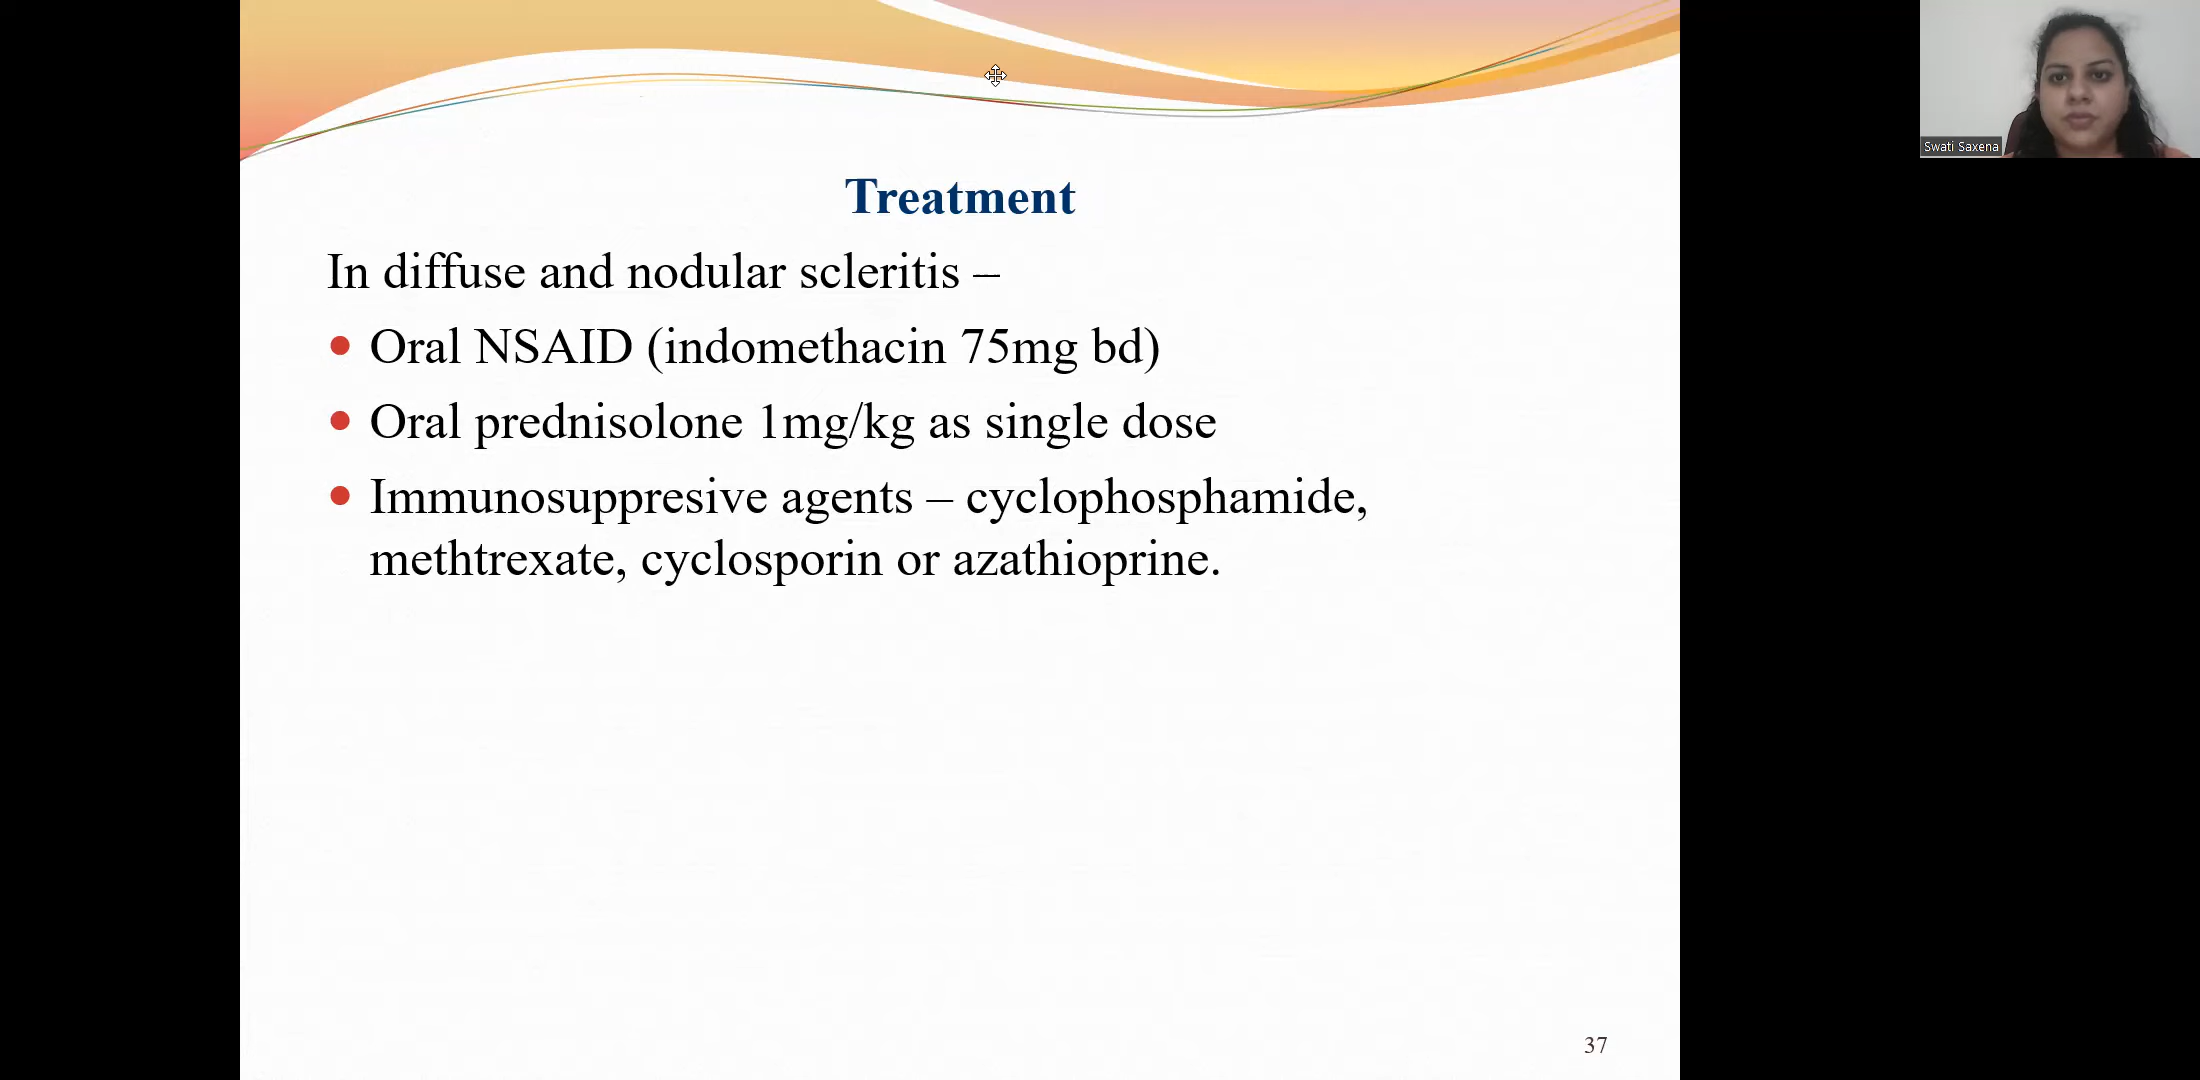 Treatment
In diffuse and nodular scleritis –
• Oral NSAID (indomethacin 75mg bd)
• Oral prednisolone 1mg/kg as single dose
• Immunosuppresive agents – cyclophosphamide,
methtrexate, cyclosporin or azathioprine.
37
Swati Saxena